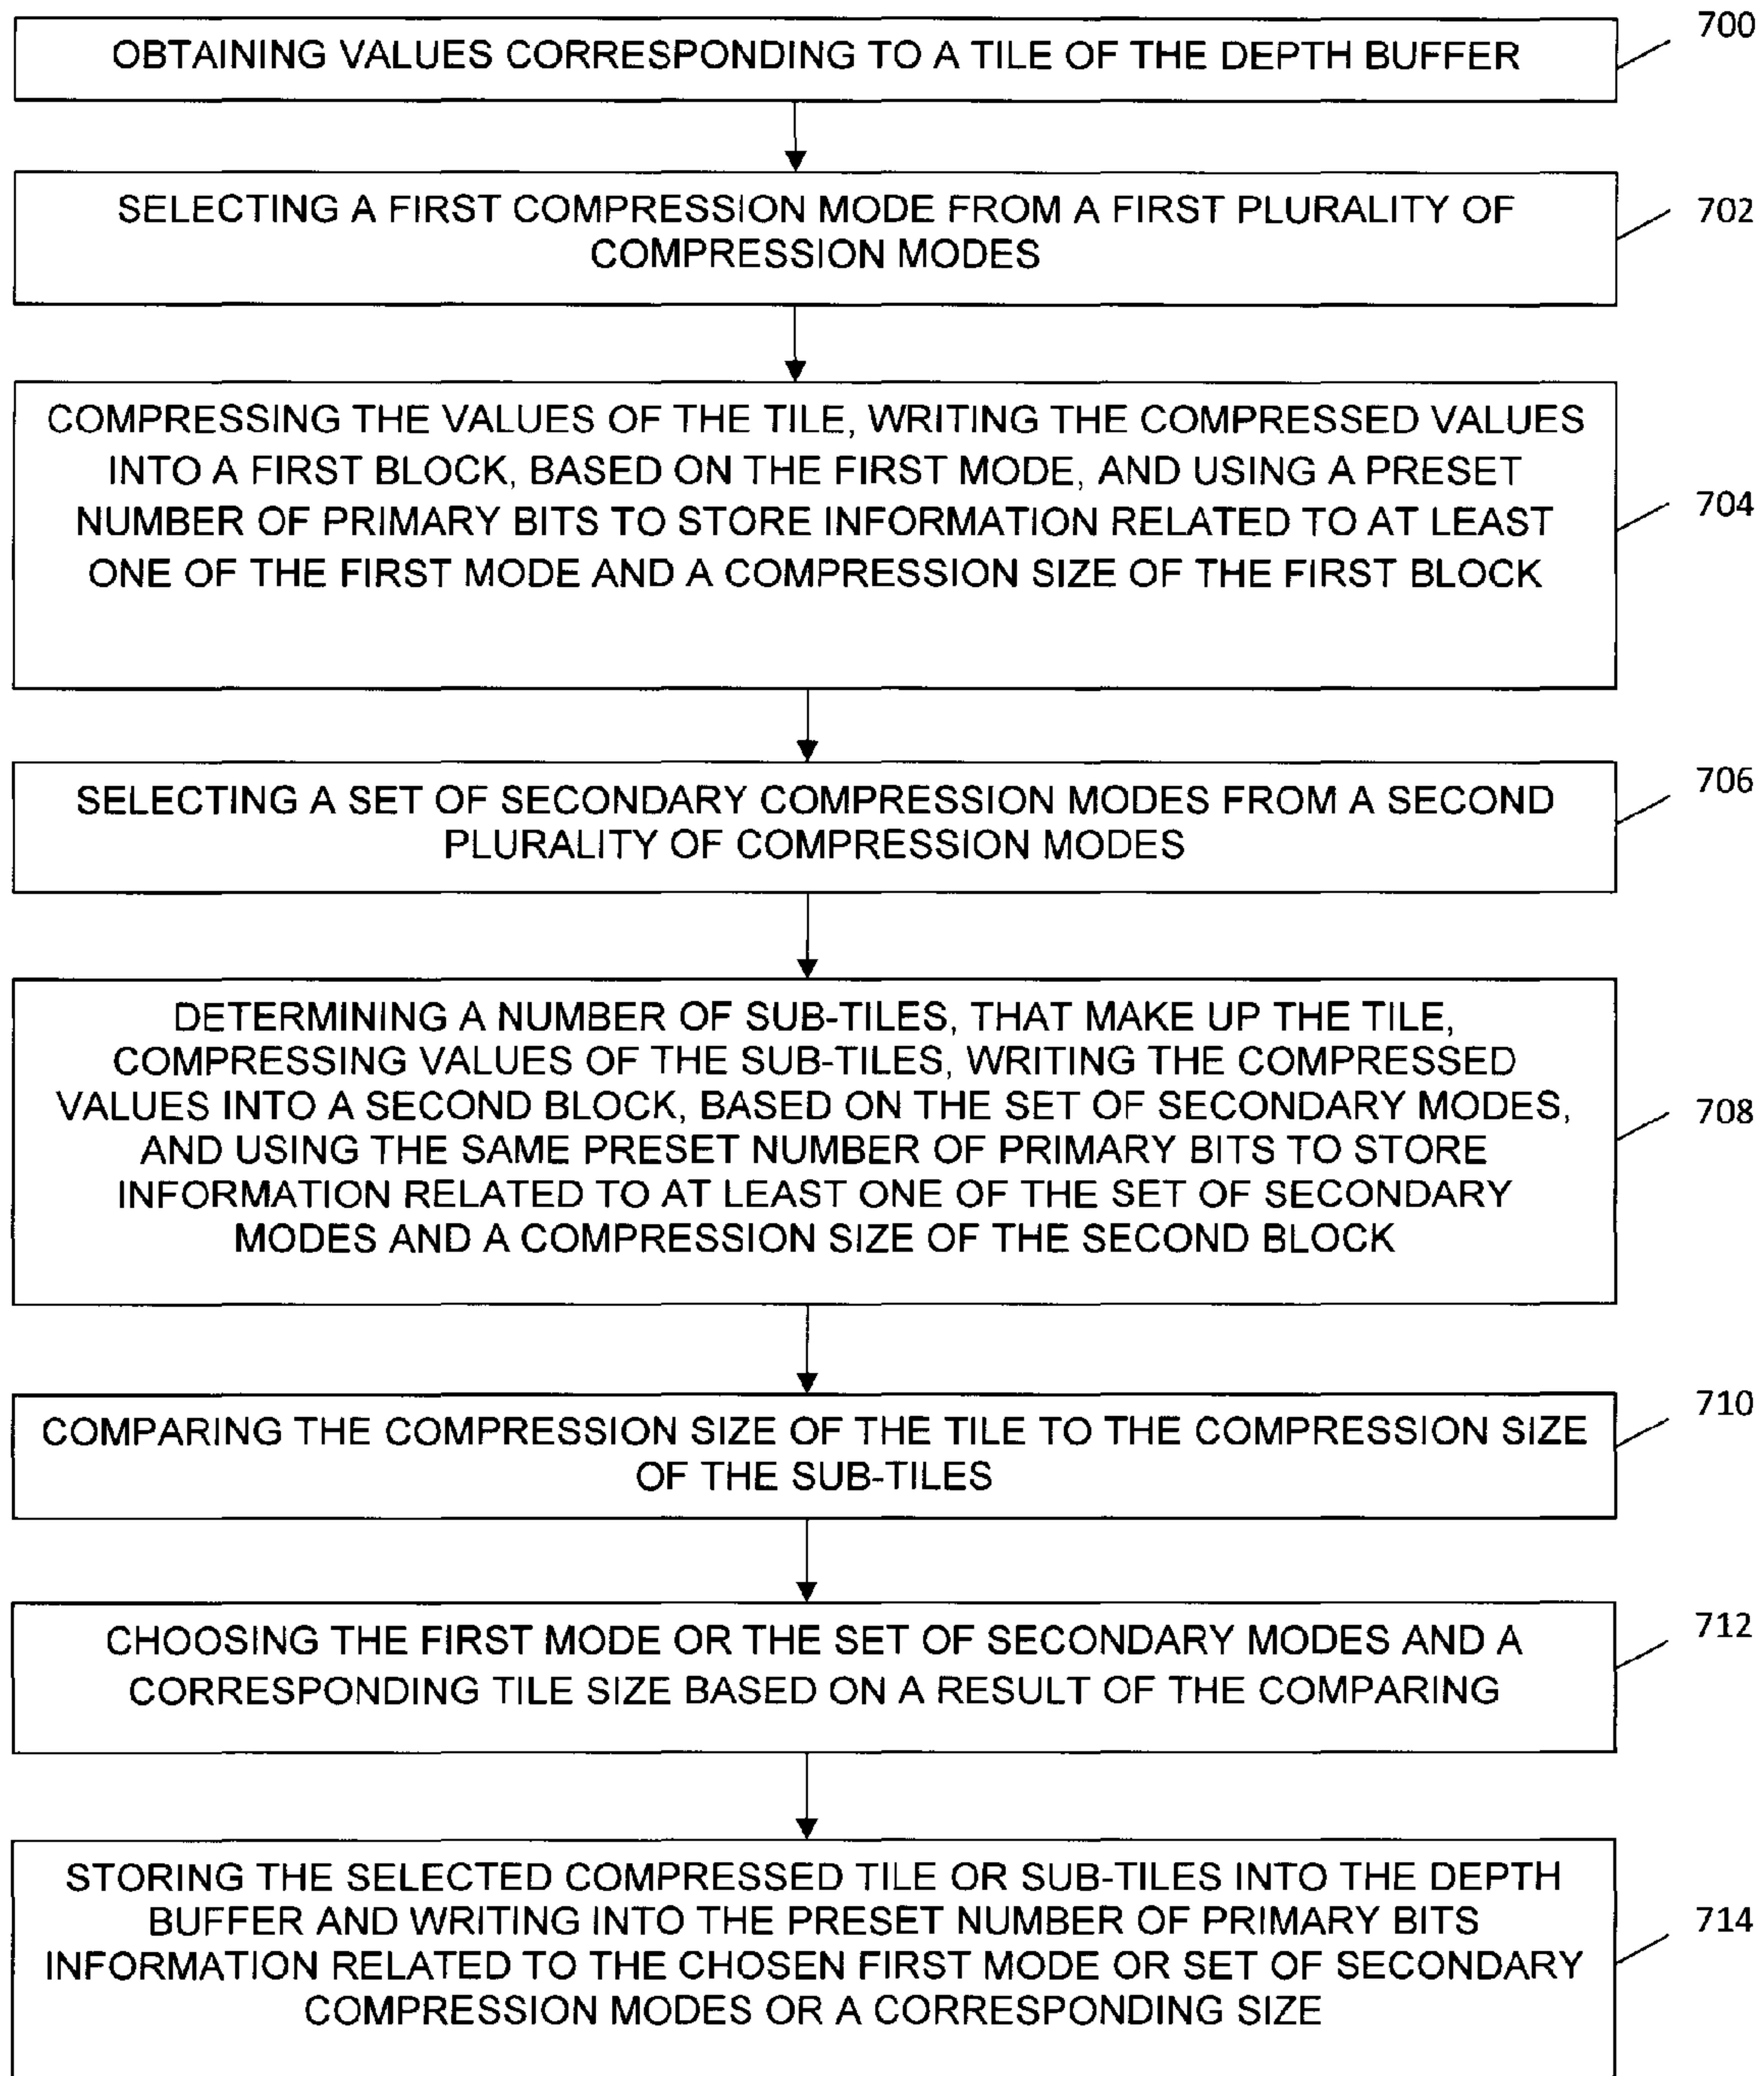 700
OBTAINING VALUES CORRESPONDING TO A TILE OF THE DEPTH BUFFER
702
SELECTING A FIRST COMPRESSION MODE FROM A FIRST PLURALITY OF
COMPRESSION MODES
COMPRESSING THE VALUES OF THE TILE, WRITING THE COMPRESSED VALUES
INTO A FIRST BLOCK, BASED ON THE FIRST MODE, AND USING A PRESET
704
NUMBER OF PRIMARY BITS TO STORE INFORMATION RELATED TO AT LEAST
ONE OF THE FIRST MODE AND A COMPRESSION SIZE OF THE FIRST BLOCK
706
SELECTING A SET OF SECONDARY COMPRESSION MODES FROM A SECOND
PLURALITY OF COMPRESSION MODES
DETERMINING A NUMBER OF SUB-TILES, THAT MAKE UP THE TILE,
COMPRESSING VALUES OF THE SUB-TILES, WRITING THE COMPRESSED
VALUES INTO A SECOND BLOCK, BASED ON THE SET OF SECONDARY MODES,
708
AND USING THE SAME PRESET NUMBER OF PRIMARY BITS TO STORE
INFORMATION RELATED TO AT LEAST ONE OF THE SET OF SECONDARY
MODES AND A COMPRESSION SIZE OF THE SECOND BLOCK
710
COMPARING THE COMPRESSION SIZE OF THE TILE TO THE COMPRESSION SIZE
OF THE SUB-TILES
712
CHOOSING THE FIRST MODE OR THE SET OF SECONDARY MODES AND A
CORRESPONDING TILE SIZE BASED ON A RESULT OF THE COMPARING
STORING THE SELECTED COMPRESSED TILE OR SUB-TILES INTO THE DEPTH
BUFFER AND WRITING INTO THE PRESET NUMBER OF PRIMARY BITS
714
INFORMATION RELATED TO THE CHOSEN FIRST MODE OR SET OF SECONDARY
COMPRESSION MODES OR A CORRESPONDING SIZE